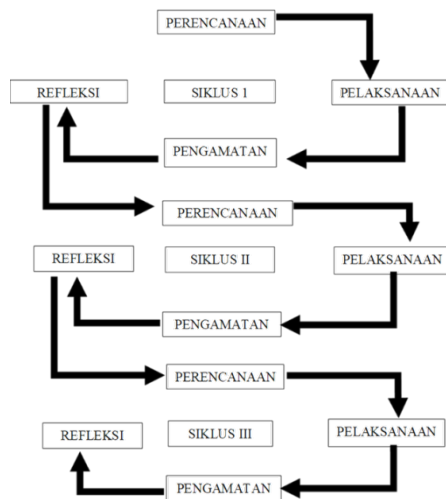 PERENCANAAN
REFLEKSI
SIKLUS 1
PELAKSANAAN
PENGAMATAN
PERENCANAAN
REFLEKSI
SIKLUS II
PELAKSANAAN
PENGAMATAN
PERENCANAAN
REFLEKSI
SIKLUS III
PELAKSANAAN
PENGAMATAN